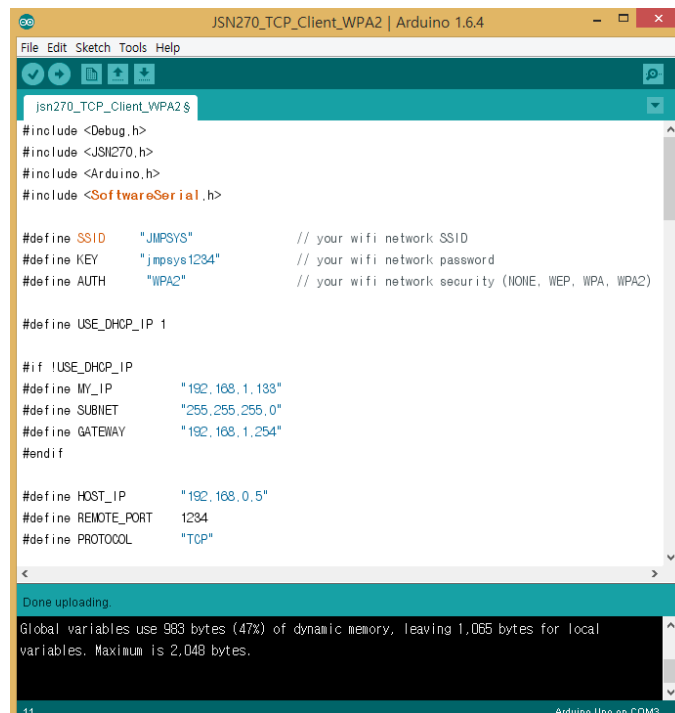 JSN270_TCP_Client_WPA2 | Arduino 1.6.4
File Edit Sketch Tools Help
jsn270_TCP_Client_WPA2 §
#include <Debug.h>
#include <JSN270.h>
#include <Arduino.h>
#include <SoftwareSerial.h>
#define SSID "JMPSYS" // your wifi network SSID
#define KEY "jmpsys1234" // your wifi network password
#define AUTH "WPA2" // your wifi network security (NONE, WEP, WPA, WPA2)
#define USE_DHCP_IP 1
#if !USE_DHCP_IP
#define MY_IP "192.168.1.133"
#define SUBNET "255.255.255.0"
#define GATEWAY "192.168.1.254"
#endif
#define HOST_IP "192.168.0.5"
#define REMOTE_PORT 1234
#define PROTOCOL "TCP"
Done uploading.
Global variables use 983 bytes (47%) of dynamic memory, leaving 1,065 bytes for local
variables. Maximum is 2,048 bytes.
11 Arduino Uno on COM3